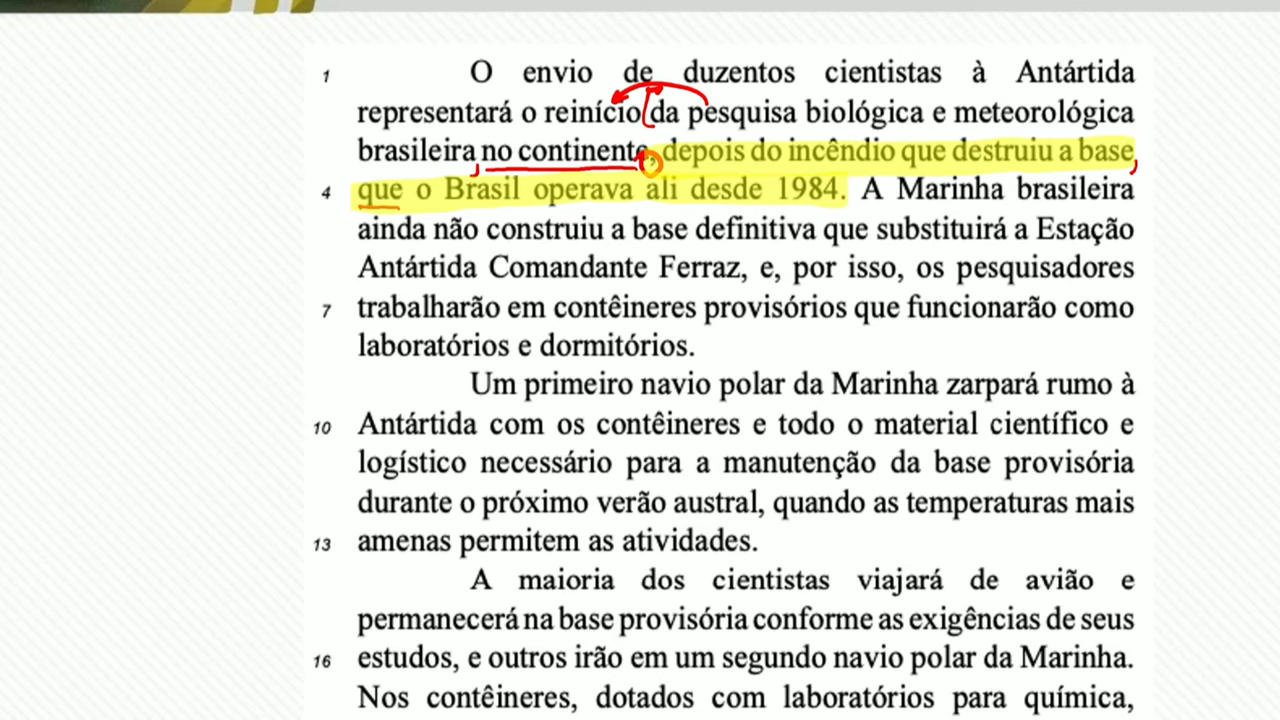 1 O envio de duzentos cientistas à Antártida
representará o reinício da pesquisa biológica e meteorológica
brasileira no continente, depois do incêndio que destruiu a base
4 que o Brasil operava ali desde 1984. A Marinha brasileira
ainda não construiu a base definitiva que substituirá a Estação
Antártida Comandante Ferraz, e, por isso, os pesquisadores
7 trabalharão em contêineres provisórios que funcionarão como
laboratórios e dormitórios.
Um primeiro navio polar da Marinha zarpará rumo à
10 Antártida com os contêineres e todo o material científico e
logístico necessário para a manutenção da base provisória
durante o próximo verão austral, quando as temperaturas mais
13 amenas permitem as atividades.
A maioria dos cientistas viajará de avião e
permanecerá na base provisória conforme as exigências de seus
16 estudos, e outros irão em um segundo navio polar da Marinha.
Nos contêineres, dotados com laboratórios para química,